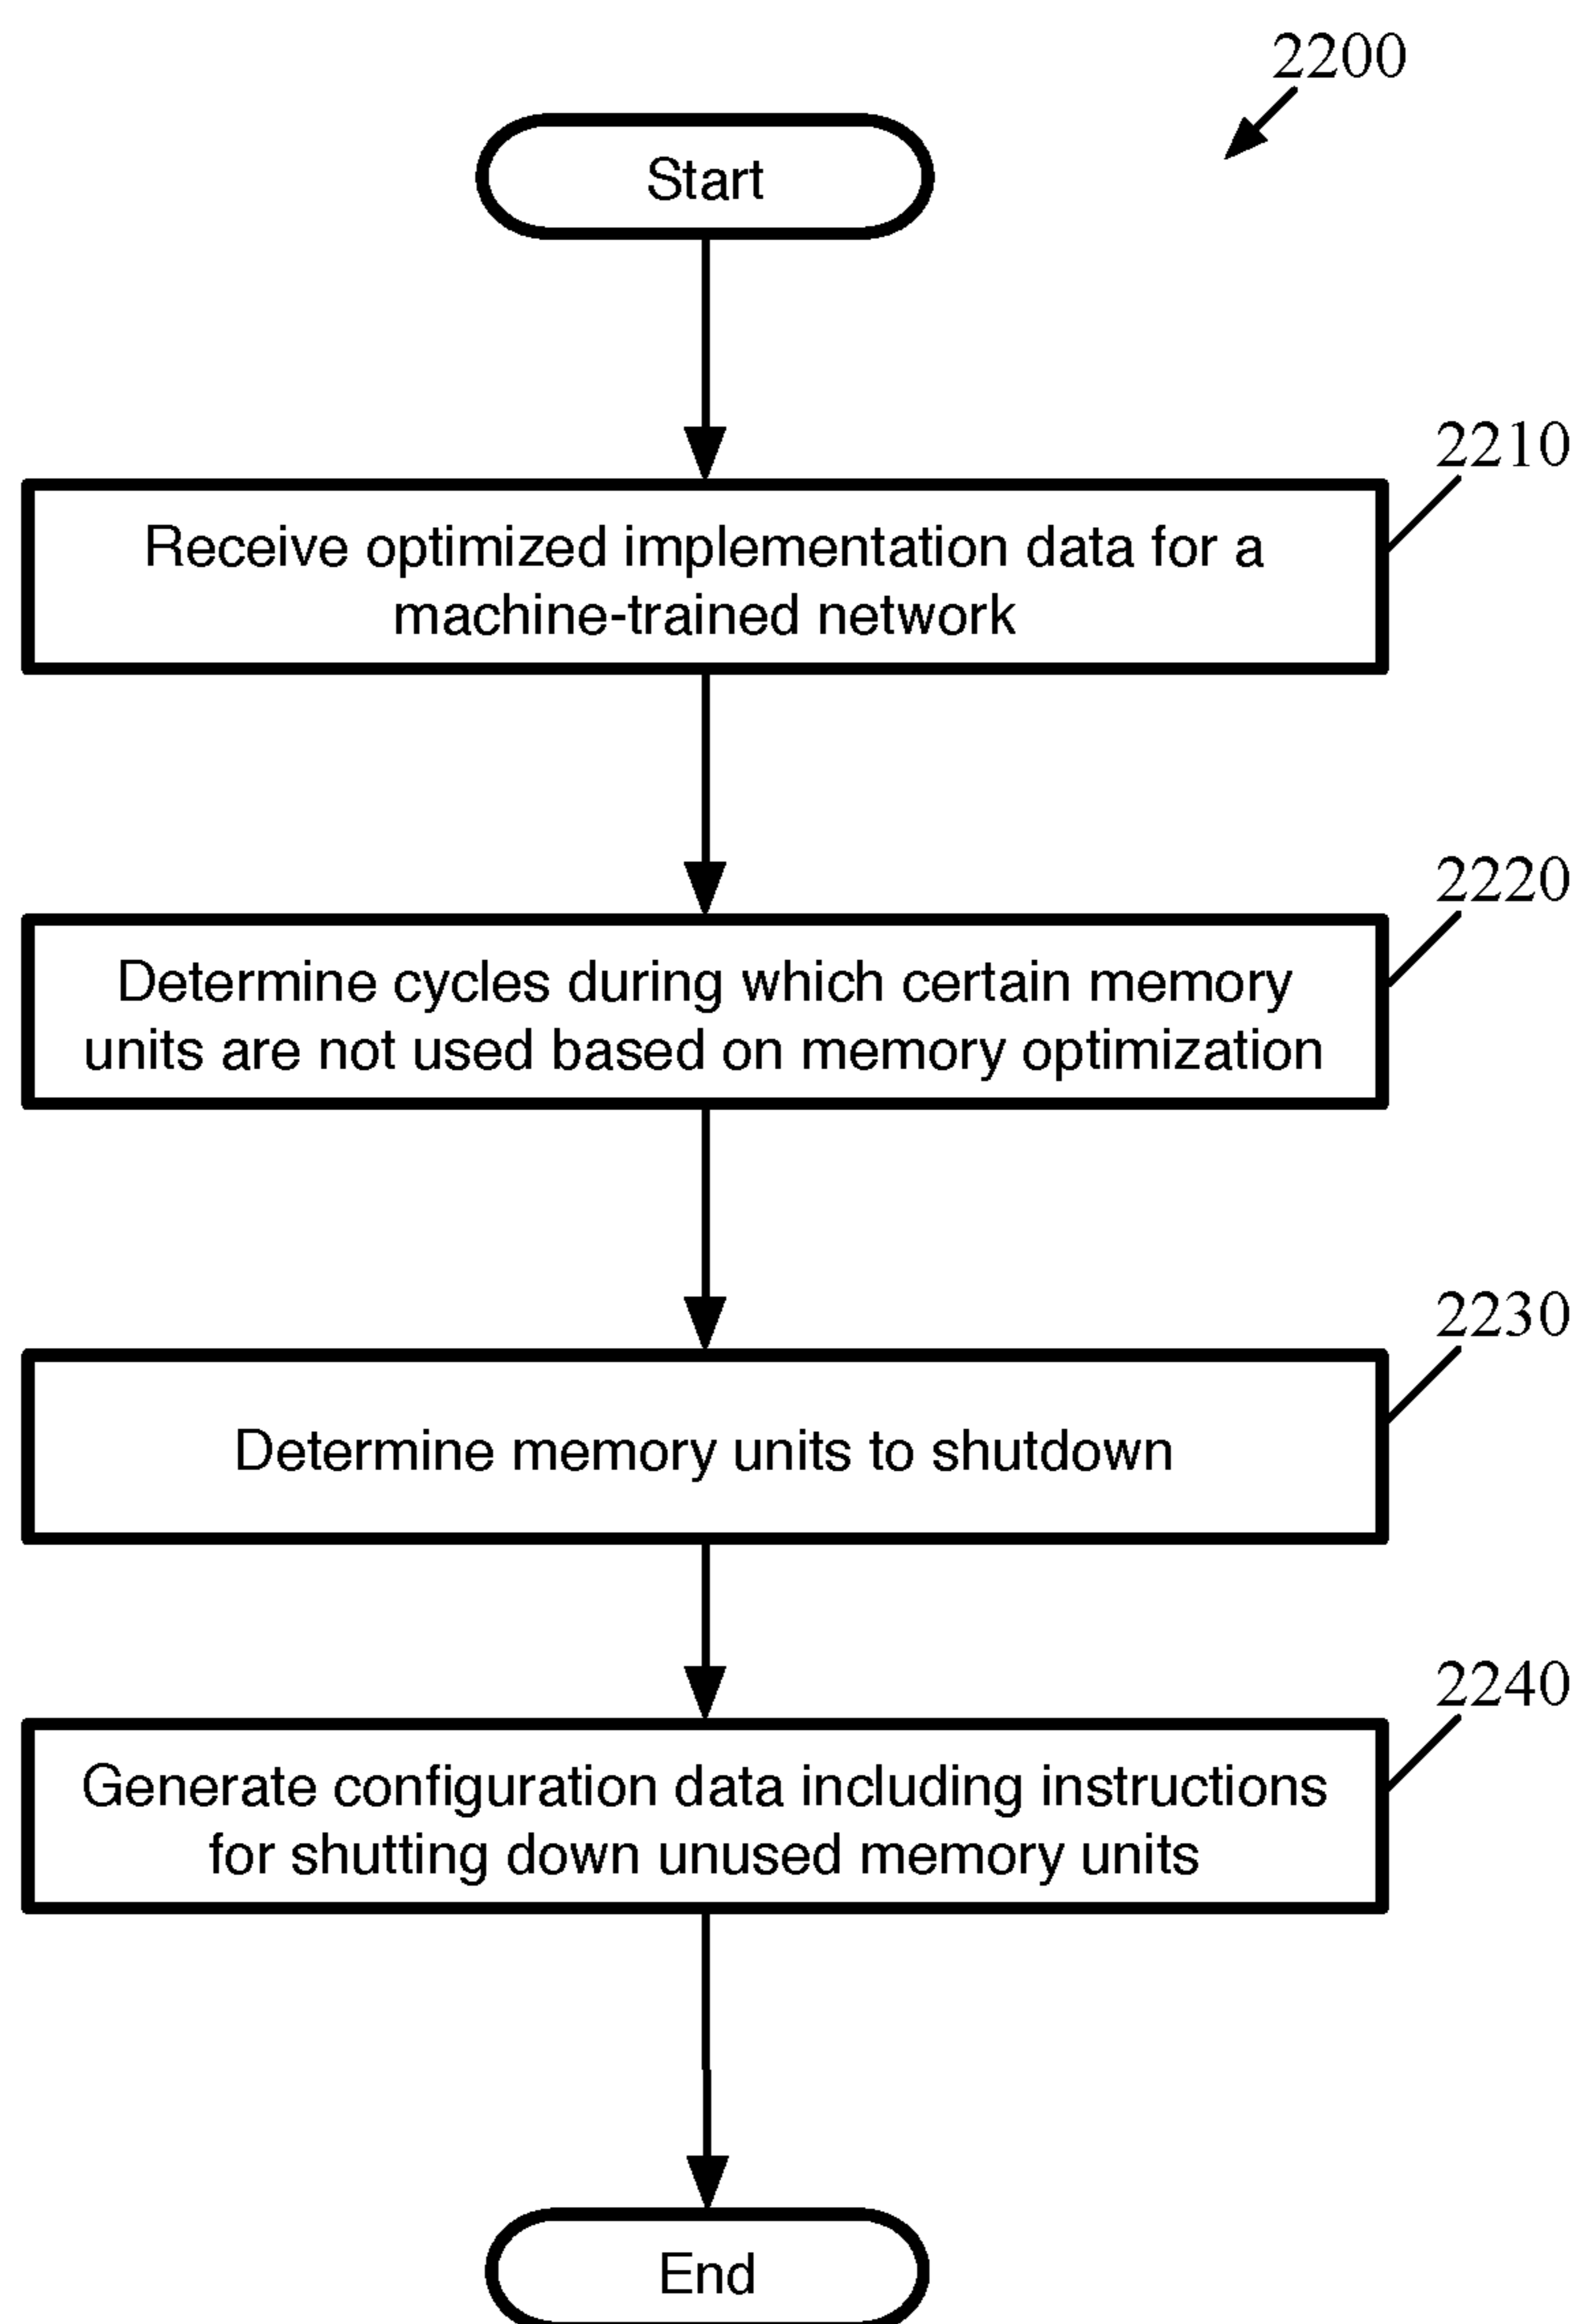 2200
Start
2210
Receive optimized implementation data for a
machine-trained network
2220
Determine cycles during which certain memory
units are not used based on memory optimization
2230
Determine memory units to shutdown
2240
Generate configuration data including instructions
for shutting down unused memory units
End